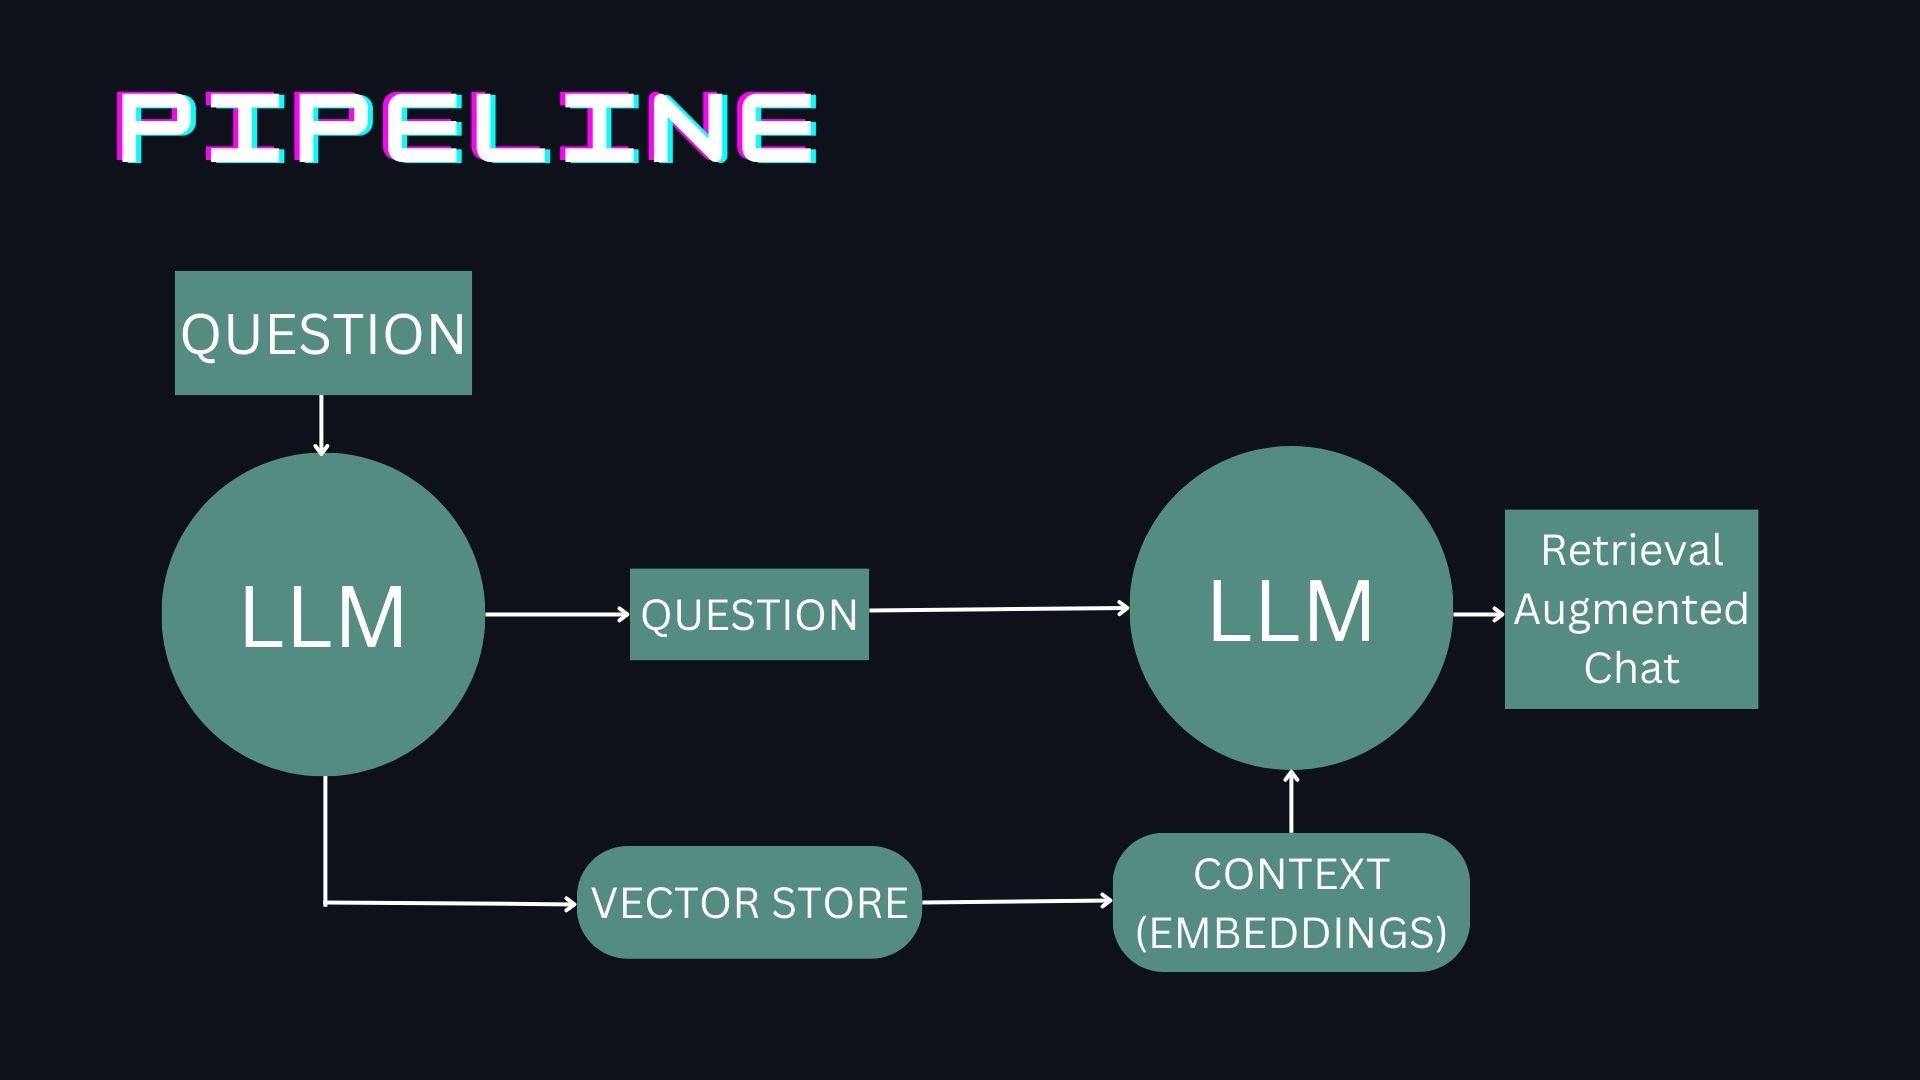 PIPELINE
QUESTION
LLM
QUESTION
LLM
Retrieval
Augmented
Chat
VECTOR STORE
CONTEXT
(EMBEDDINGS)